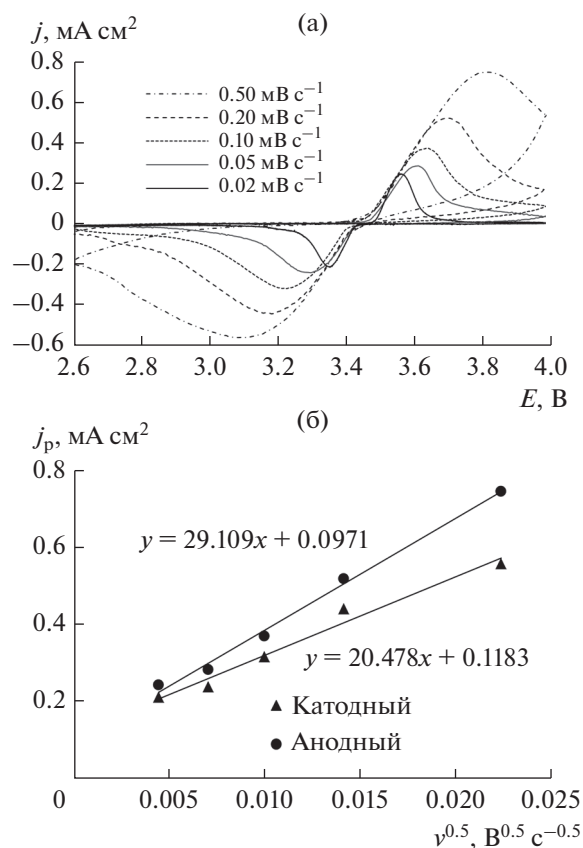 (а)
j, мА см²
0.8
0.6
0.4
0.2
0
−0.2
−0.4
−0.6
0.50 мВ с⁻¹
0.20 мВ с⁻¹
0.10 мВ с⁻¹
0.05 мВ с⁻¹
0.02 мВ с⁻¹
2.6 3.0 3.2 3.4 3.6 3.8 4.0
E, В
(б)
jₚ, мА см²
0.8
0.6
0.4
0.2
y = 29.109x + 0.0971
y = 20.478x + 0.1183
Катодный
Анодный
0 0.005 0.010 0.015 0.020 0.025
ν⁰·⁵, В⁰·⁵ с⁻⁰·⁵